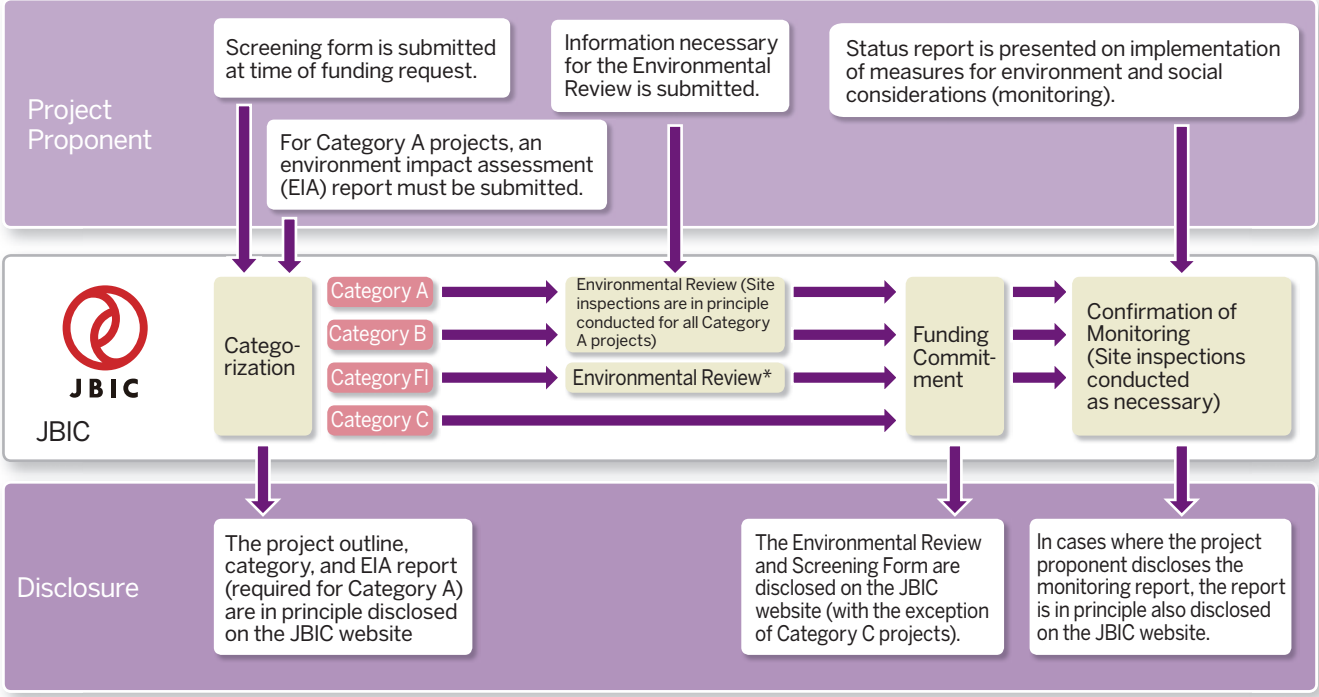 Project
Proponent
Screening form is submitted
at time of funding request.
Information necessary
for the Environmental
Review is submitted.
Status report is presented on implementation
of measures for environment and social
considerations (monitoring).
For Category A projects, an
environment impact assessment
(EIA) report must be submitted.
JBIC
JBIC
Catego-
rization
Category A
Category B
Category FI
Category C
Environmental Review (Site
inspections are in principle
conducted for all Category
A projects)
Environmental Review*
Funding
Commit-
ment
Confirmation of
Monitoring
(Site inspections
conducted
as necessary)
Disclosure
The project outline,
category, and EIA report
(required for Category A)
are in principle disclosed
on the JBIC website
The Environmental Review
and Screening Form are
disclosed on the JBIC
website (with the exception
of Category C projects).
In cases where the project
proponent discloses the
monitoring report, the report
is in principle also disclosed
on the JBIC website.